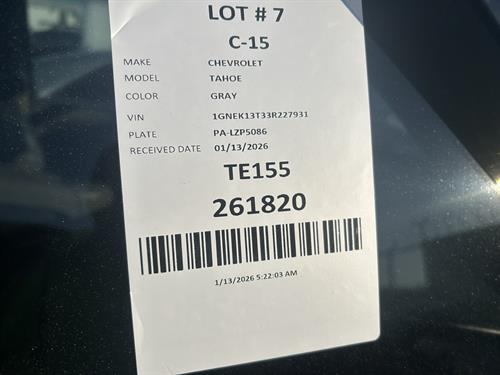 LOT # 7
C-15
MAKE CHEVROLET
MODEL TAHOE
COLOR GRAY
VIN 1GNEK13T33R227931
PLATE PA-LZP5086
RECEIVED DATE 01/13/2026
TE155
261820
1/13/2026 5:22:03 AM